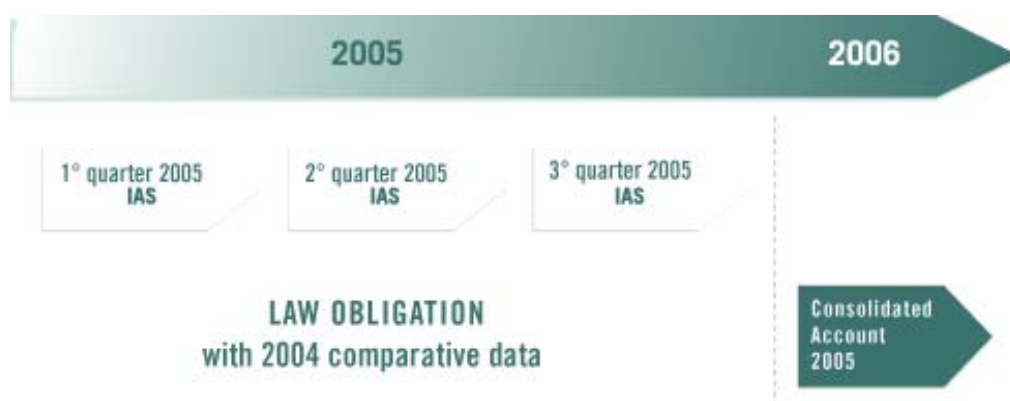 2005
2006
1° quarter 2005
IAS
2° quarter 2005
IAS
3° quarter 2005
IAS
LAW OBLIGATION
with 2004 comparative data
Consolidated
Account
2005